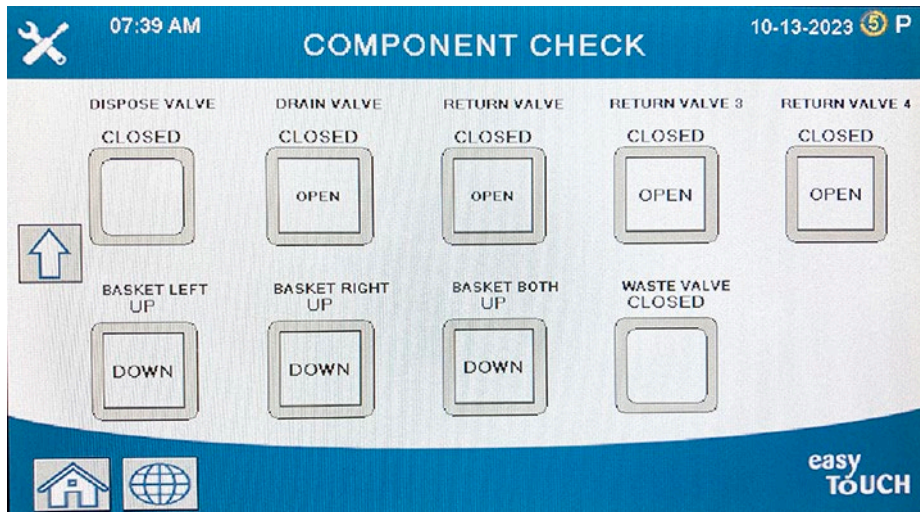 07:39 AM
COMPONENT CHECK
10-13-2023 5 P
DISPOSE VALVE
DRAIN VALVE
RETURN VALVE
RETURN VALVE 3
RETURN VALVE 4
CLOSED
CLOSED
CLOSED
CLOSED
CLOSED
OPEN
OPEN
OPEN
OPEN
BASKET LEFT
UP
BASKET RIGHT
UP
BASKET BOTH
UP
WASTE VALVE
CLOSED
DOWN
DOWN
DOWN
easy
TOUCH